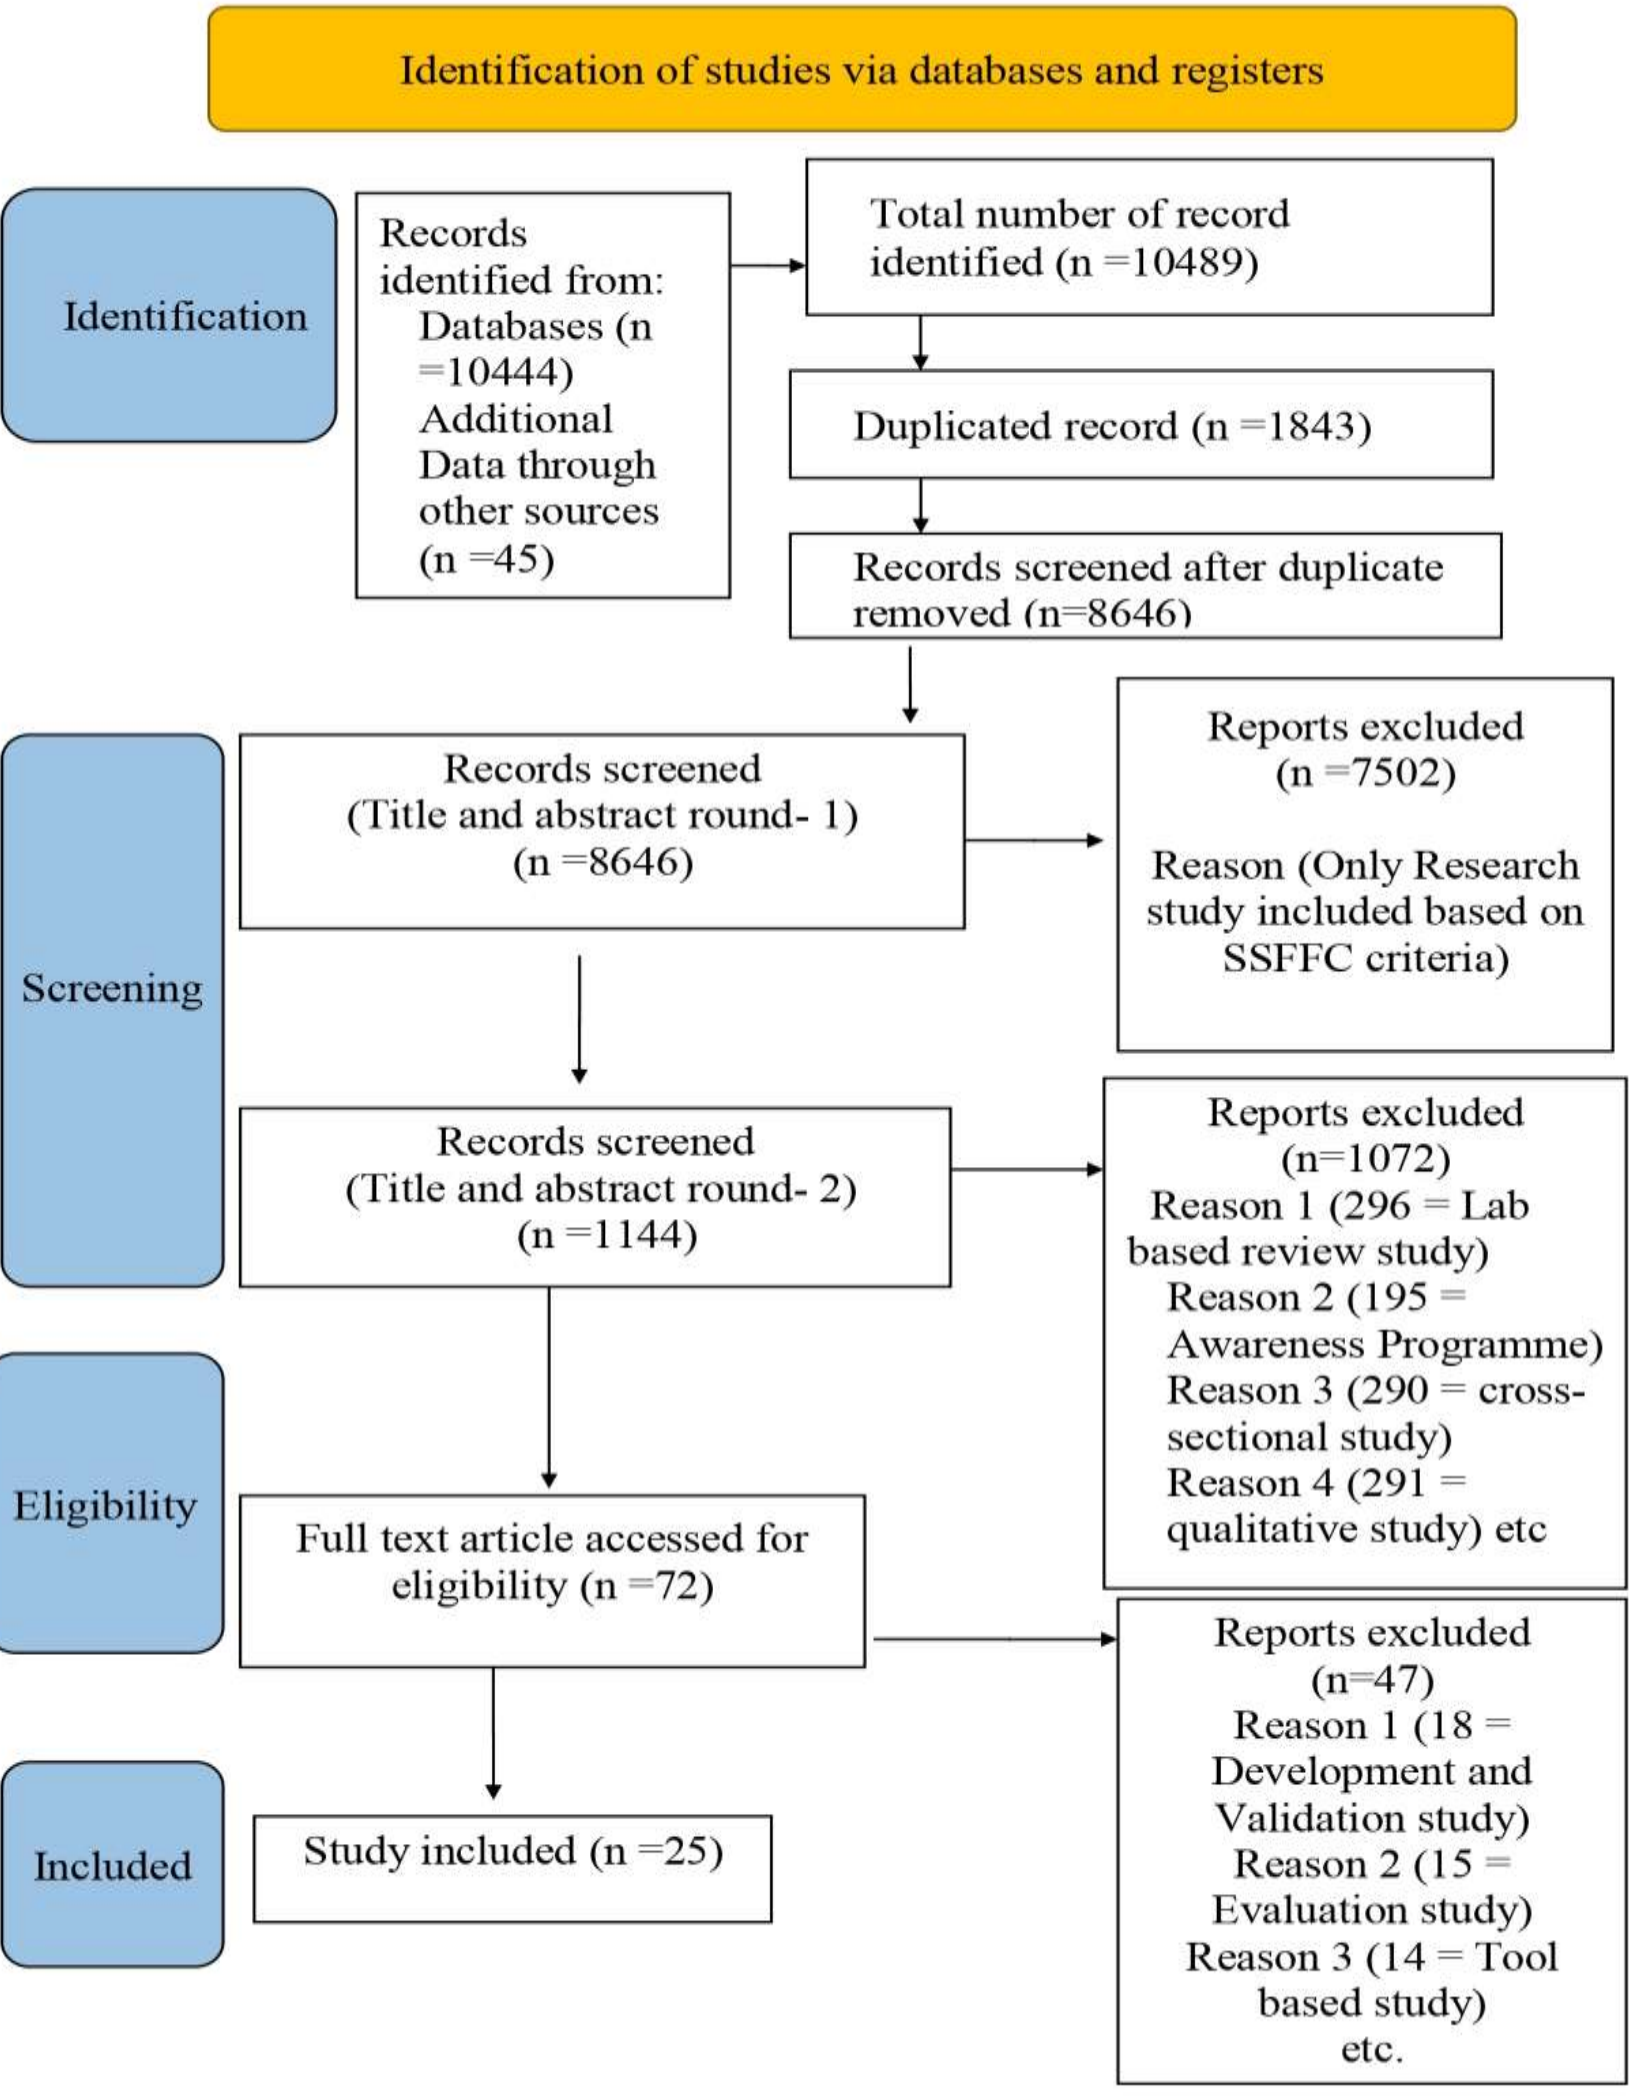 Identification of studies via databases and registers
Identification
Records
identified from:
Databases (n
=10444)
Additional
Data through
other sources
(n =45)
Total number of record
identified (n =10489)
Duplicated record (n =1843)
Records screened after duplicate
removed (n=8646)
Screening
Records screened
(Title and abstract round- 1)
(n =8646)
Reports excluded
(n =7502)
Reason (Only Research
study included based on
SSFFC criteria)
Records screened
(Title and abstract round- 2)
(n =1144)
Reports excluded
(n=1072)
Reason 1 (296 = Lab
based review study)
Reason 2 (195 =
Awareness Programme)
Reason 3 (290 = cross-
sectional study)
Reason 4 (291 =
qualitative study) etc
Eligibility
Full text article accessed for
eligibility (n =72)
Reports excluded
(n=47)
Reason 1 (18 =
Development and
Validation study)
Reason 2 (15 =
Evaluation study)
Reason 3 (14 = Tool
based study)
etc.
Included
Study included (n =25)